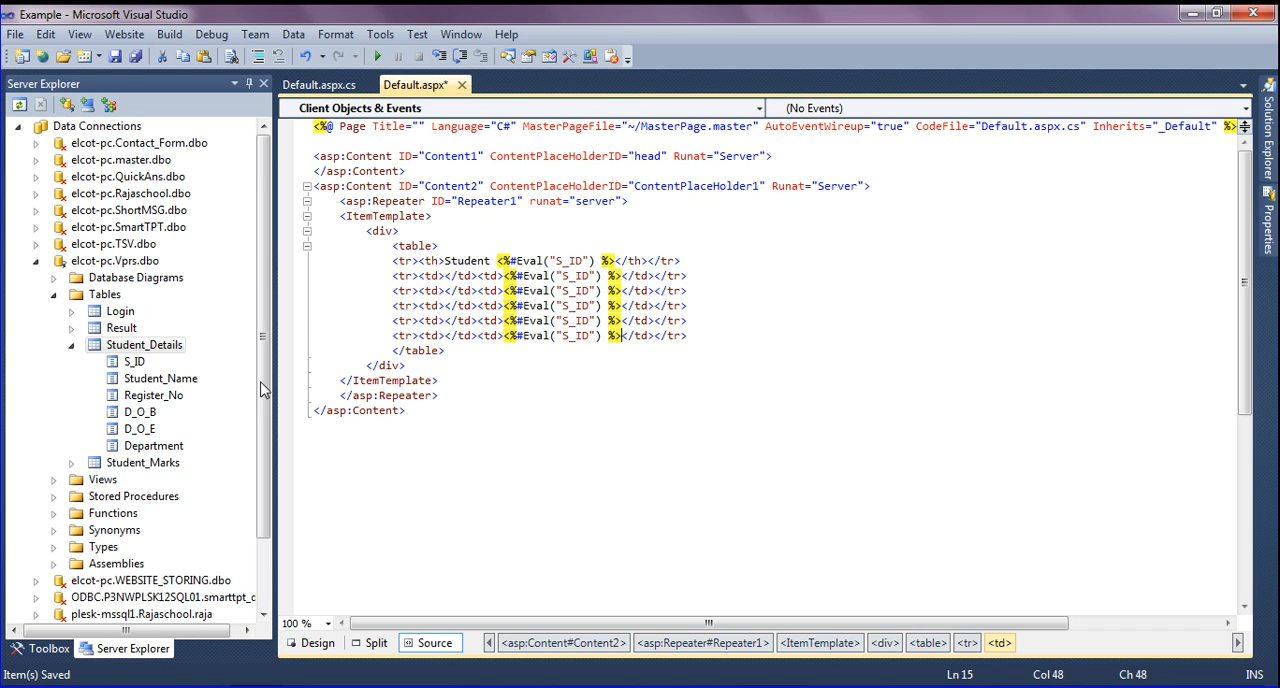 Example - Microsoft Visual Studio
File Edit View Website Build Debug Team Data Format Tools Test Window Help
Server Explorer
Default.aspx.cs Default.aspx*
Client Objects & Events (No Events)
Data Connections
elcot-pc.Contact_Form.dbo
elcot-pc.master.dbo
elcot-pc.QuickAns.dbo
elcot-pc.Rajaschool.dbo
elcot-pc.ShortMSG.dbo
elcot-pc.SmartTPT.dbo
elcot-pc.TSV.dbo
elcot-pc.Vprs.dbo
Database Diagrams
Tables
Login
Result
Student_Details
S_ID
Student_Name
Register_No
D_O_B
D_O_E
Department
Student_Marks
Views
Stored Procedures
Functions
Synonyms
Types
Assemblies
elcot-pc.WEBSITE_STORING.dbo
ODBC.P3NWPLSK12SQL01.smarttpt_c
plesk-mssql1.Rajaschool.raja
Toolbox Server Explorer
<%@ Page Title="" Language="C#" MasterPageFile="~/MasterPage.master" AutoEventWireup="true" CodeFile="Default.aspx.cs" Inherits="_Default" %>
<asp:Content ID="Content1" ContentPlaceHolderID="head" Runat="Server">
</asp:Content>
<asp:Content ID="Content2" ContentPlaceHolderID="ContentPlaceHolder1" Runat="Server">
<asp:Repeater ID="Repeater1" runat="server">
<ItemTemplate>
<div>
<table>
<tr><th>Student <%#Eval("S_ID") %></th></tr>
<tr><td></td><td><%#Eval("S_ID") %></td></tr>
<tr><td></td><td><%#Eval("S_ID") %></td></tr>
<tr><td></td><td><%#Eval("S_ID") %></td></tr>
<tr><td></td><td><%#Eval("S_ID") %></td></tr>
<tr><td></td><td><%#Eval("S_ID") %></td></tr>
</table>
</div>
</ItemTemplate>
</asp:Repeater>
</asp:Content>
100 %
Design Split Source <asp:Content#Content2> <asp:Repeater#Repeater1> <ItemTemplate> <div> <table> <tr> <td>
Solution Explorer
Properties
Item(s) Saved Ln 15 Col 48 Ch 48 INS